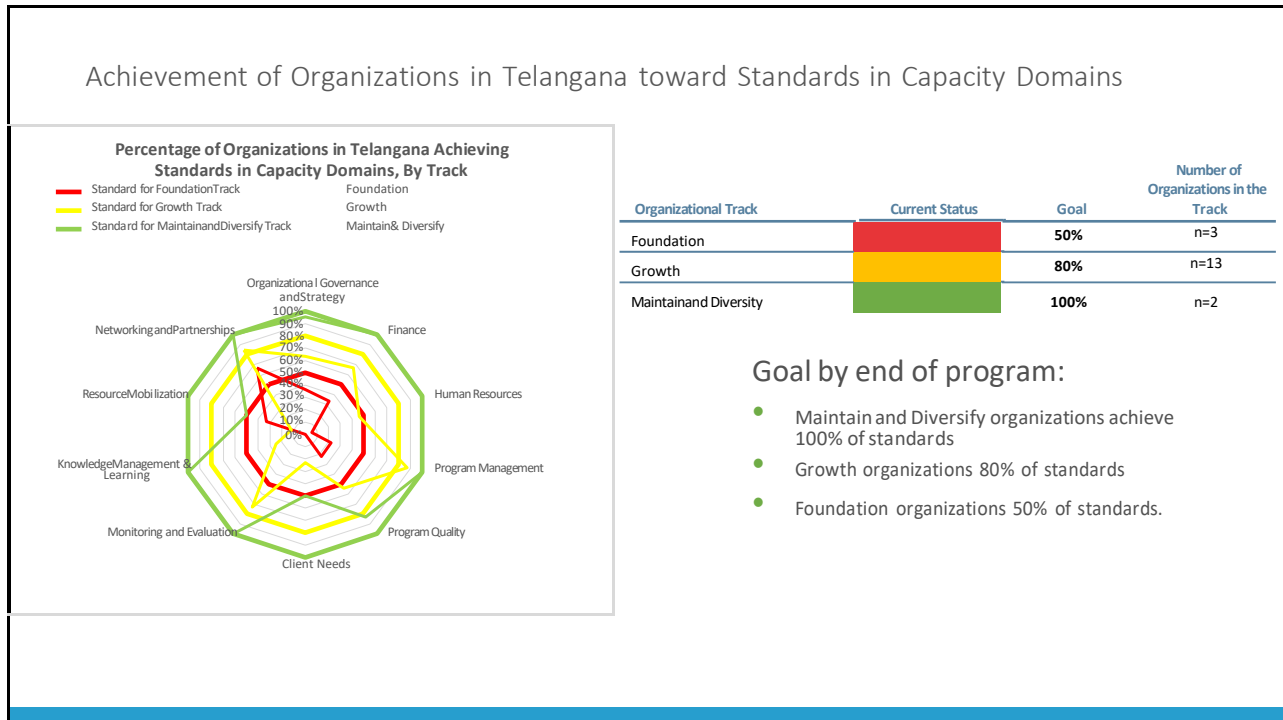 Achievement of Organizations in Telangana toward Standards in Capacity Domains
Percentage of Organizations in Telangana Achieving
Standards in Capacity Domains, By Track
Standard for FoundationTrack
Foundation
Standard for Growth Track
Growth
Standard for MaintainandDiversify Track
Maintain& Diversify
Organizationa l Governance
andStrategy
100%
90%
80%
70%
60%
50%
40%
30%
20%
10%
0%
Finance
Human Resources
Program Management
Program Quality
Client Needs
Monitoring and Evaluation
KnowledgeManagement &
Learning
ResourceMobilization
NetworkingandPartnerships
Number of
Organizations in the
Organizational Track Current Status Goal Track
Foundation 50% n=3
Growth 80% n=13
Maintainand Diversity 100% n=2
Goal by end of program:
• Maintain and Diversify organizations achieve
100% of standards
• Growth organizations 80% of standards
• Foundation organizations 50% of standards.